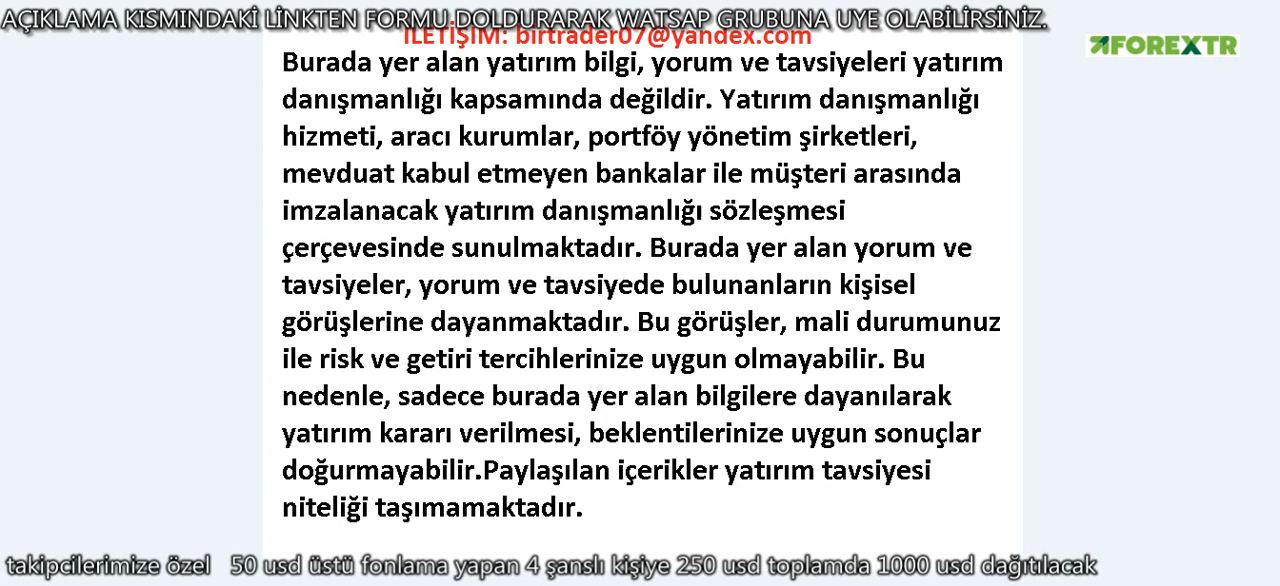 AÇIKLAMA KISMINDAKİ LİNKTEN FORMU DOLDURARAK WATSAP GRUBUNA UYE OLABİLİRSİNİZ.
İLETİŞİM: birtrader07@yandex.com
FOREXTR
Burada yer alan yatırım bilgi, yorum ve tavsiyeleri yatırım
danışmanlığı kapsamında değildir. Yatırım danışmanlığı
hizmeti, aracı kurumlar, portföy yönetim şirketleri,
mevduat kabul etmeyen bankalar ile müşteri arasında
imzalanacak yatırım danışmanlığı sözleşmesi
çerçevesinde sunulmaktadır. Burada yer alan yorum ve
tavsiyeler, yorum ve tavsiyede bulunanların kişisel
görüşlerine dayanmaktadır. Bu görüşler, mali durumunuz
ile risk ve getiri tercihlerinize uygun olmayabilir. Bu
nedenle, sadece burada yer alan bilgilere dayanılarak
yatırım kararı verilmesi, beklentilerinize uygun sonuçlar
doğurmayabilir.Paylaşılan içerikler yatırım tavsiyesi
niteliği taşımamaktadır.
takipcilerimize özel 50 usd üstü fonlama yapan 4 şanslı kişiye 250 usd toplamda 1000 usd dağıtılacak